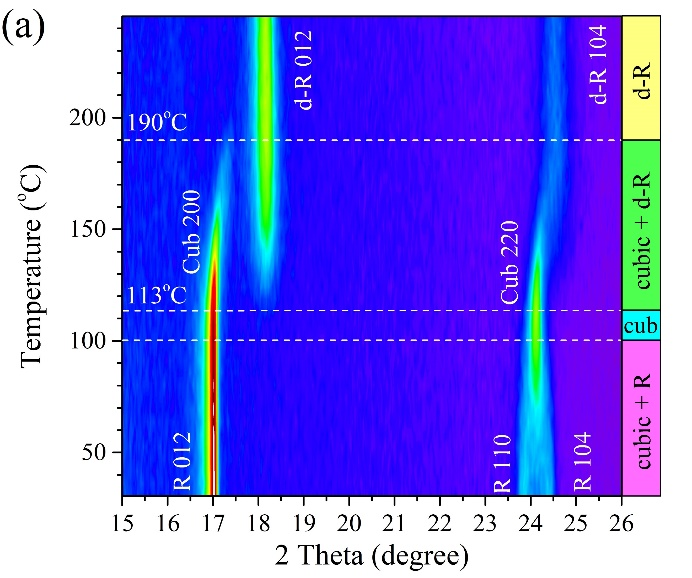 (a)
d-R 012
d-R 104
d-R
200
190°C
Cub 200
cubic + d-R
150
Cub 220
113°C
Temperature (°C)
cub
100
cubic + R
50
R 012
R 110
R 104
15 16 17 18 19 20 21 22 23 24 25 26
2 Theta (degree)